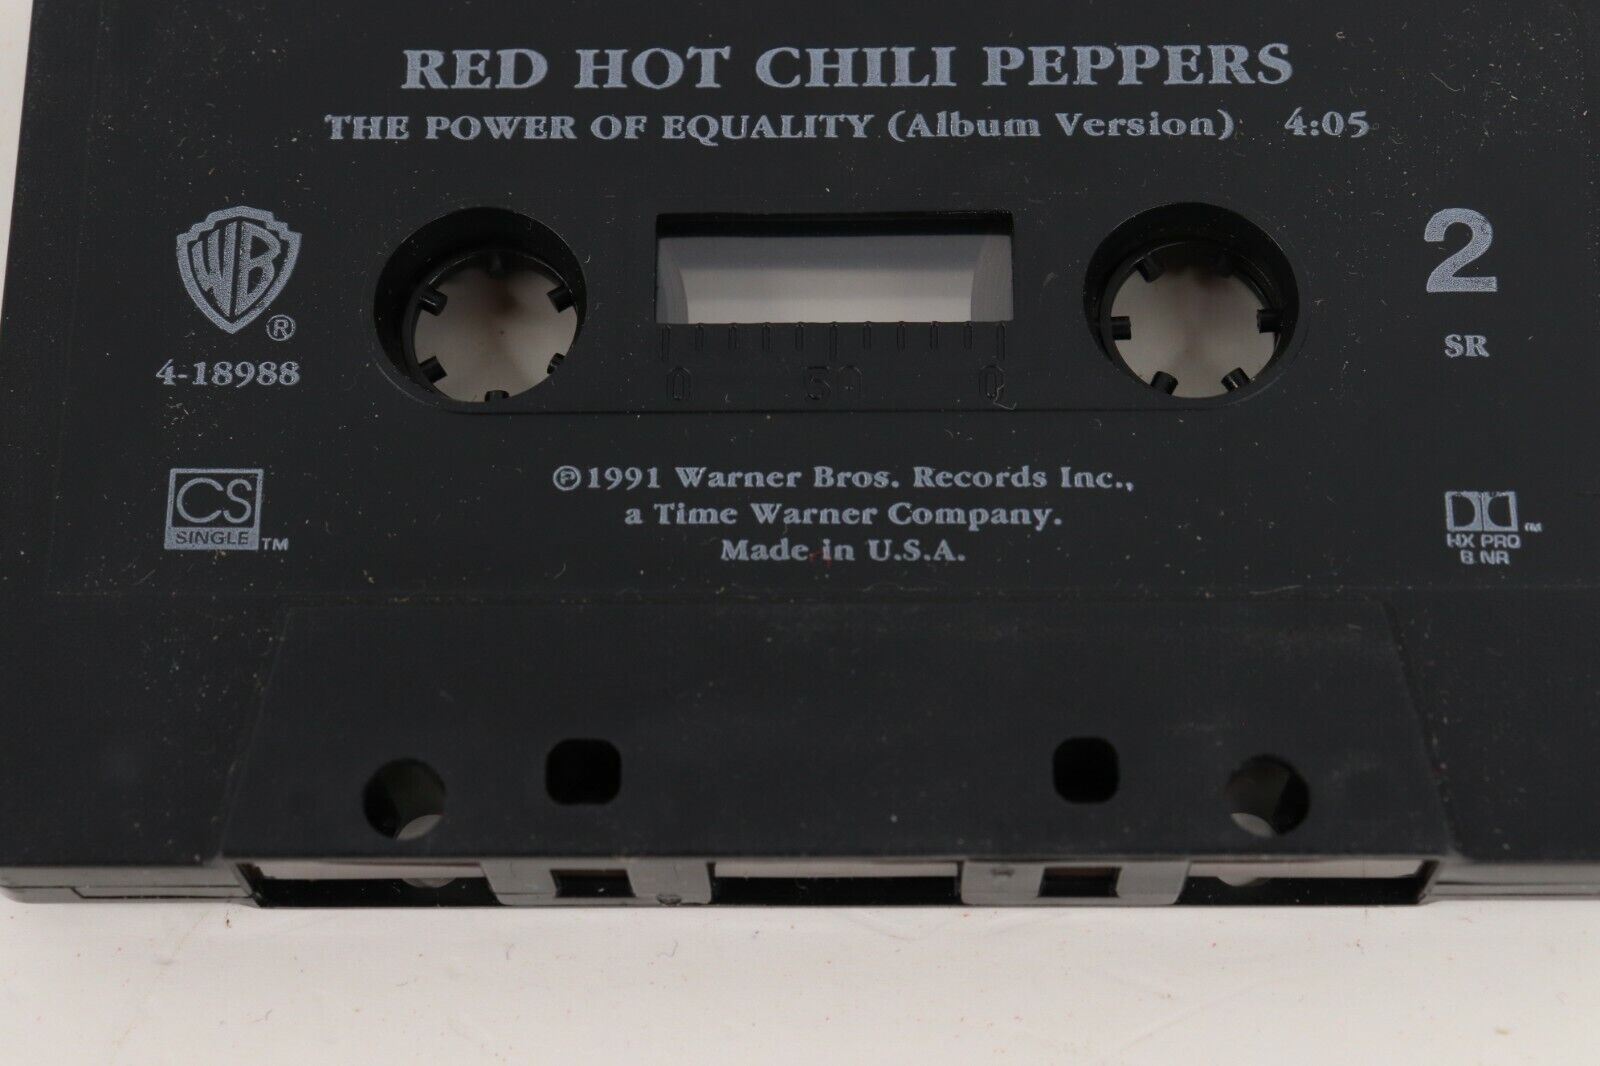 RED HOT CHILI PEPPERS
THE POWER OF EQUALITY (Album Version) 4:05
WB ®
2
4-18988
SR
0 50 0
CS
SINGLE TM
℗1991 Warner Bros. Records Inc.,
a Time Warner Company.
Made in U.S.A.
TM
HX PRO
B NR